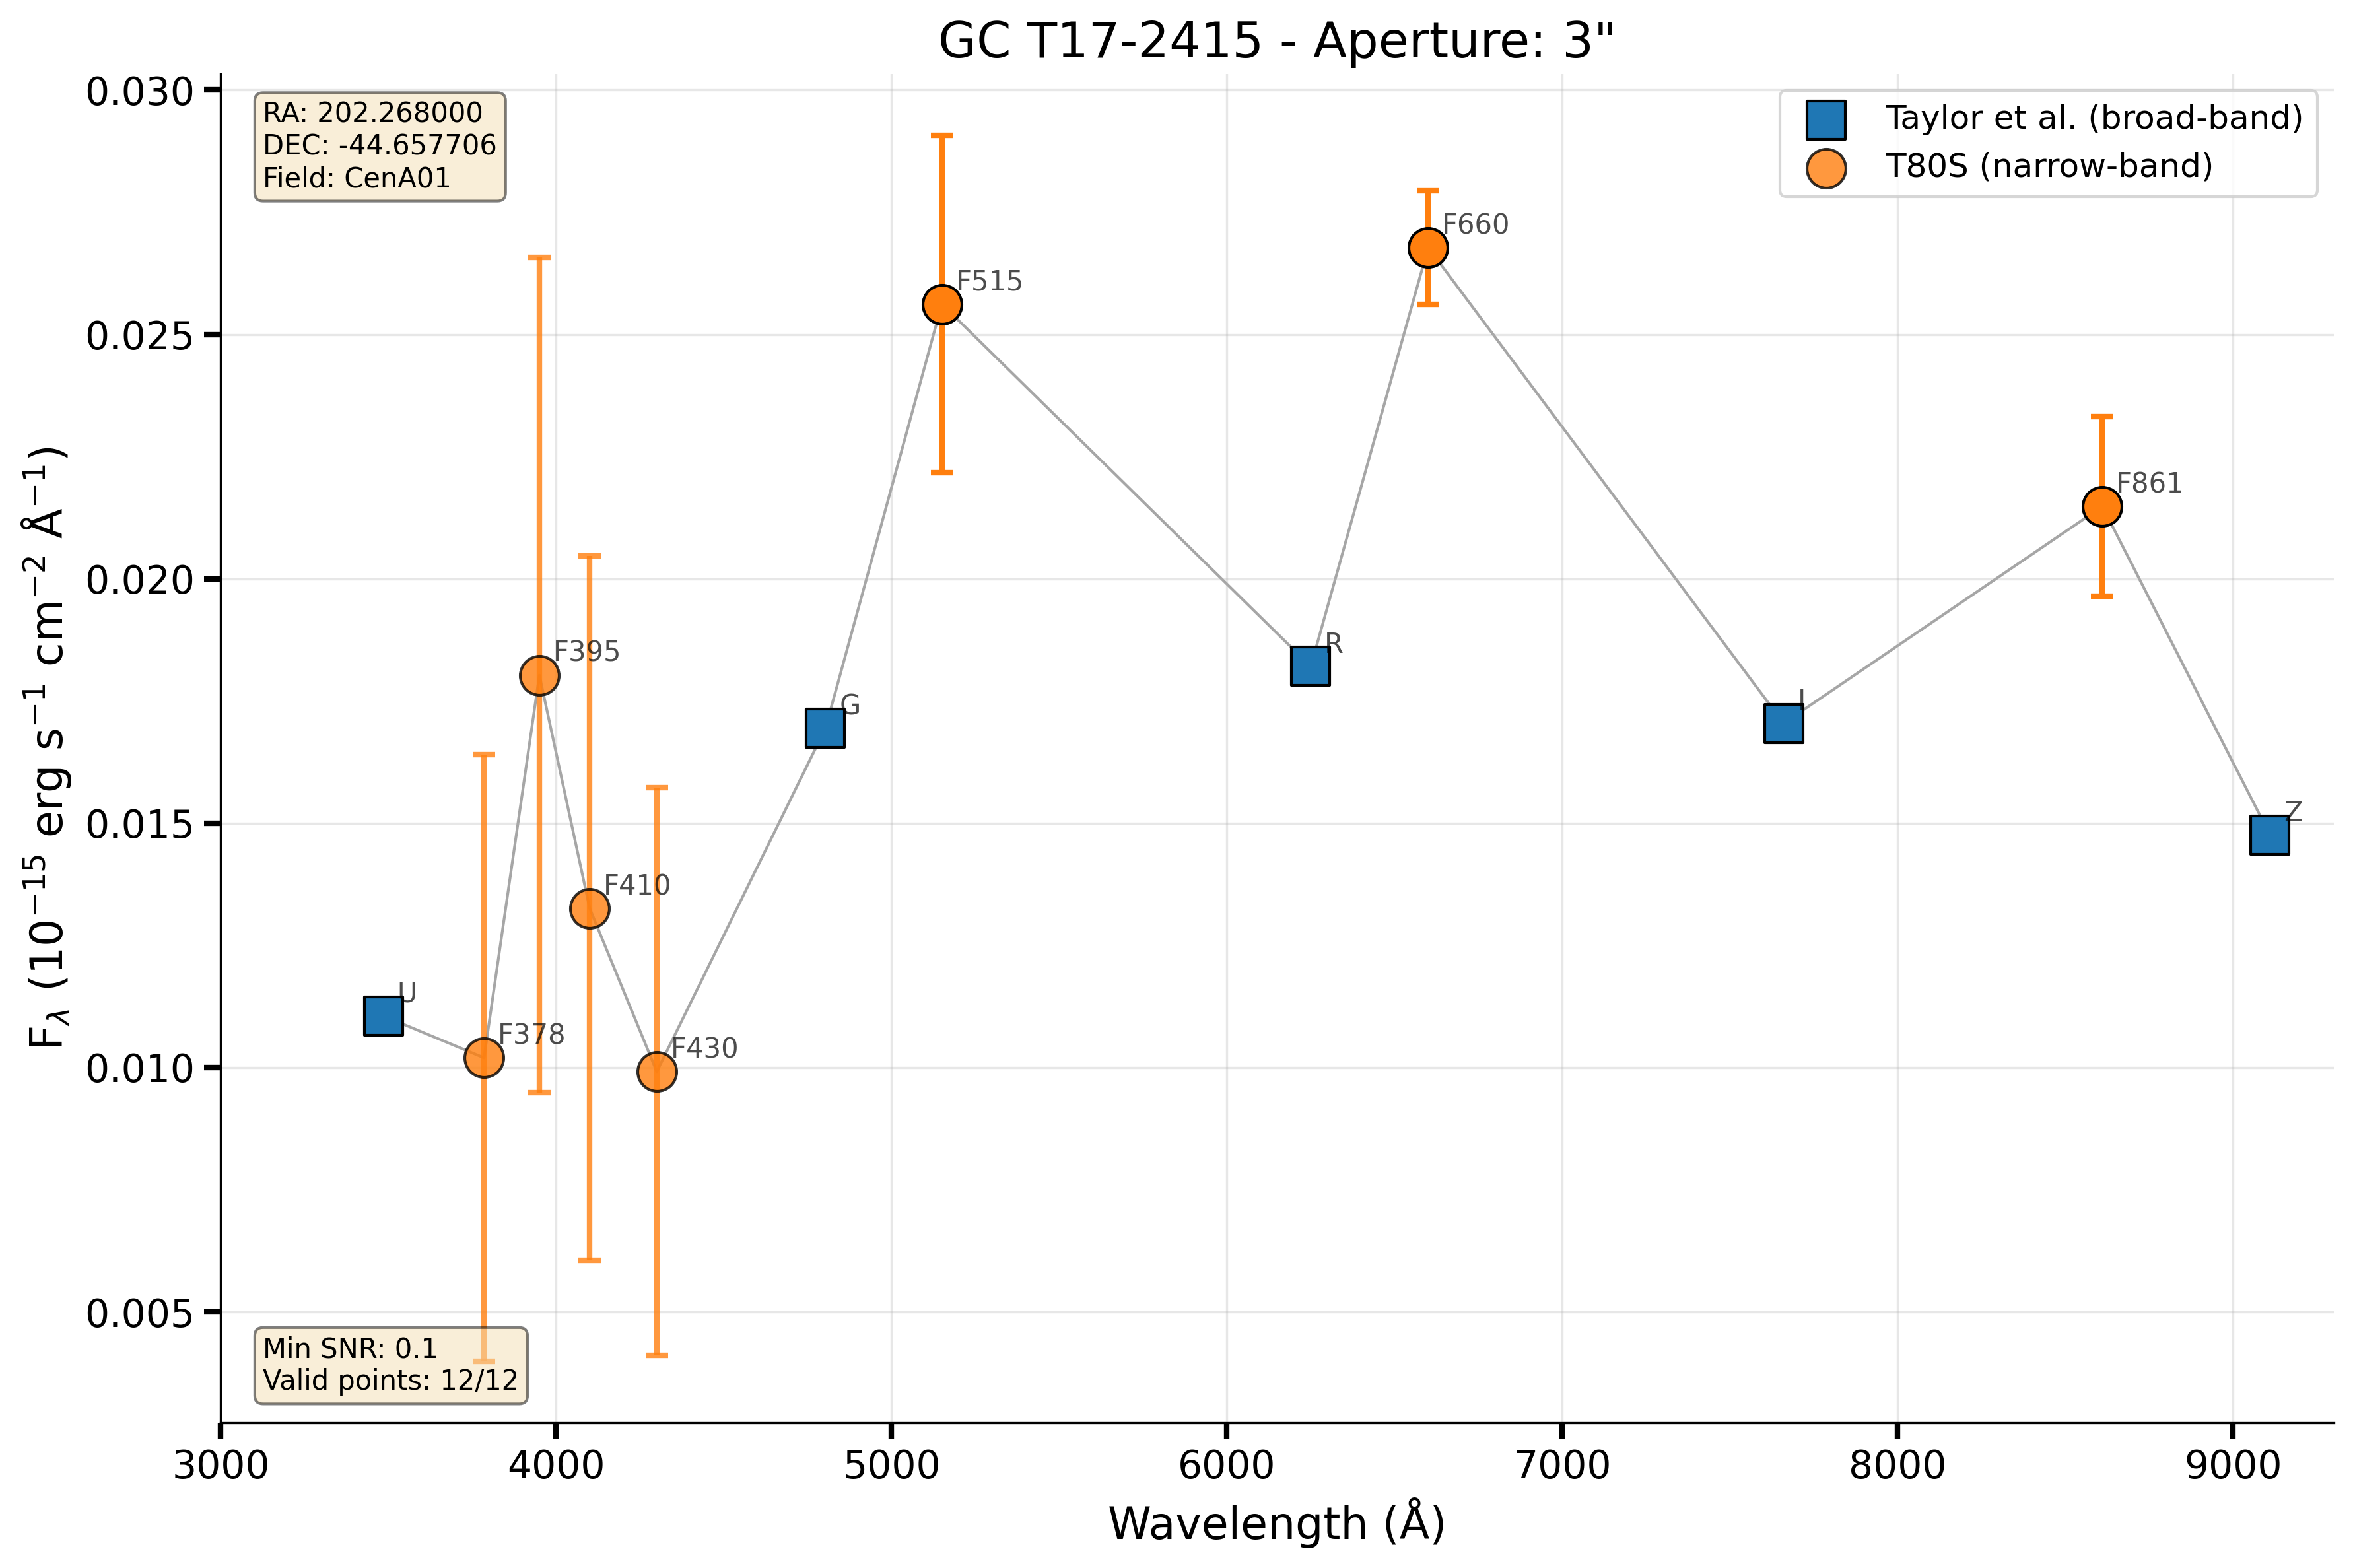 GC T17-2415 - Aperture: 3"
RA: 202.268000
DEC: -44.657706
Field: CenA01
Taylor et al. (broad-band)
T80S (narrow-band)
F_λ (10⁻¹⁵ erg s⁻¹ cm⁻² Å⁻¹)
0.030
0.025
0.020
0.015
0.010
0.005
U
F378
F395
F410
F430
G
F515
R
F660
I
F861
Z
Min SNR: 0.1
Valid points: 12/12
3000
4000
5000
6000
7000
8000
9000
Wavelength (Å)